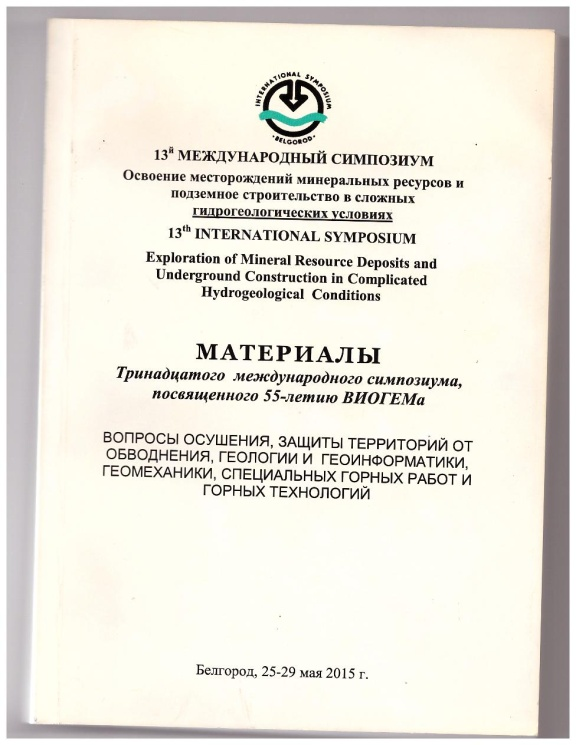 INTERNATIONAL SYMPOSIUM
• BELGOROD •
13й МЕЖДУНАРОДНЫЙ СИМПОЗИУМ
Освоение месторождений минеральных ресурсов и
подземное строительство в сложных
гидрогеологических условиях
13th INTERNATIONAL SYMPOSIUM
Exploration of Mineral Resource Deposits and
Underground Construction in Complicated
Hydrogeological Conditions
МАТЕРИАЛЫ
Тринадцатого международного симпозиума,
посвященного 55-летию ВИОГЕМа
ВОПРОСЫ ОСУШЕНИЯ, ЗАЩИТЫ ТЕРРИТОРИЙ ОТ
ОБВОДНЕНИЯ, ГЕОЛОГИИ И ГЕОИНФОРМАТИКИ,
ГЕОМЕХАНИКИ, СПЕЦИАЛЬНЫХ ГОРНЫХ РАБОТ И
ГОРНЫХ ТЕХНОЛОГИЙ
Белгород, 25-29 мая 2015 г.